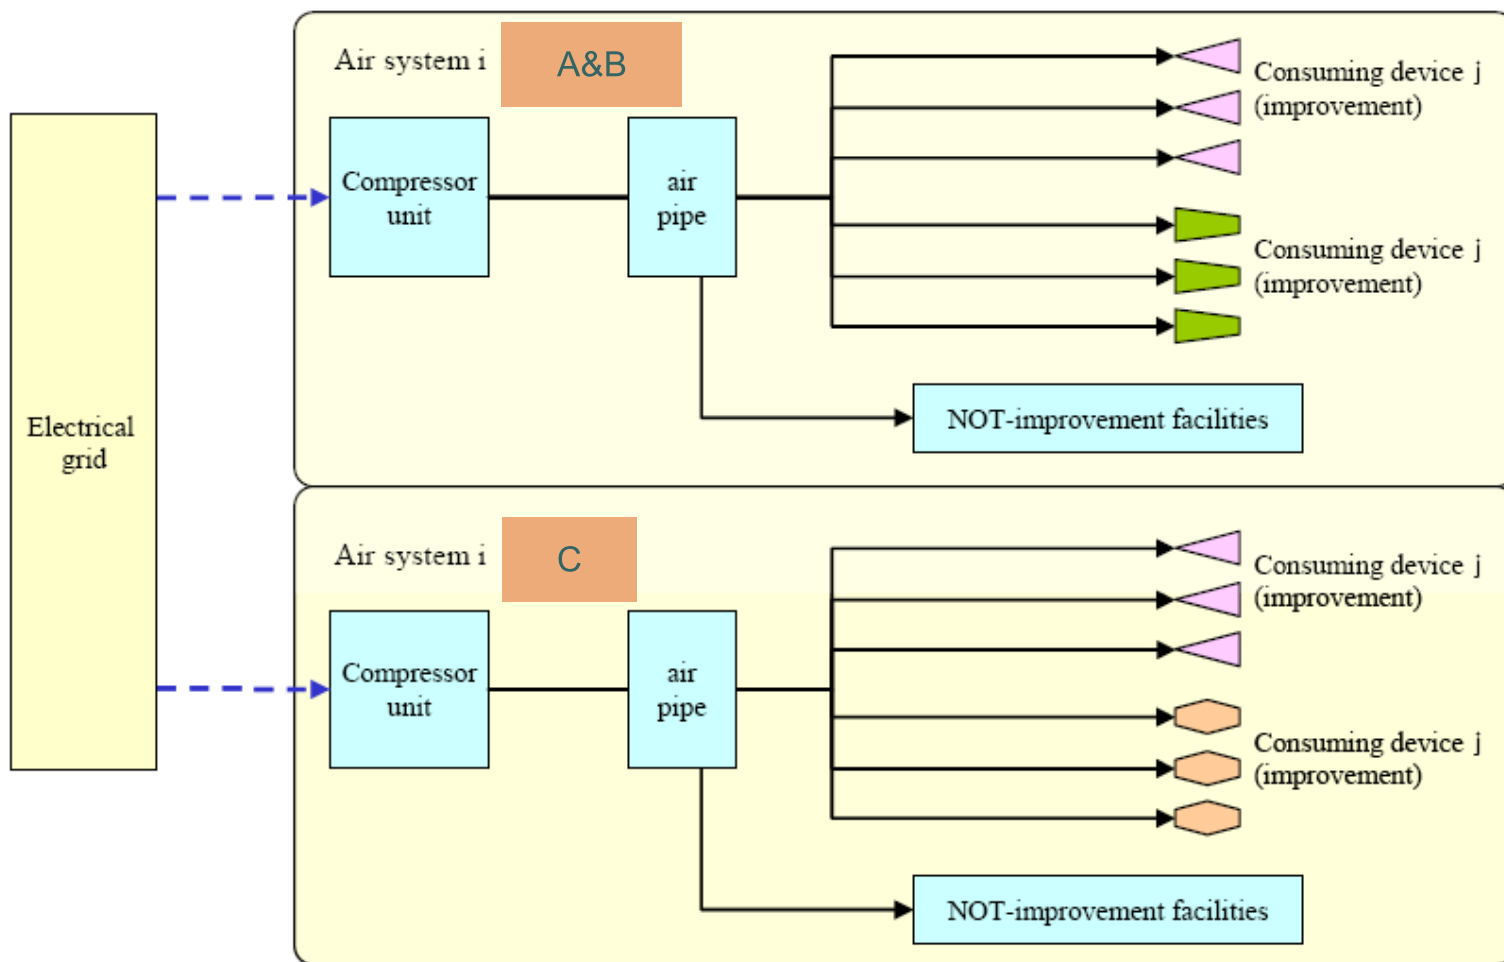 Air system i
A&B
Consuming device j
(improvement)
Compressor
unit
air
pipe
Consuming device j
(improvement)
NOT-improvement facilities
Electrical
grid
Air system i
C
Consuming device j
(improvement)
Compressor
unit
air
pipe
Consuming device j
(improvement)
NOT-improvement facilities